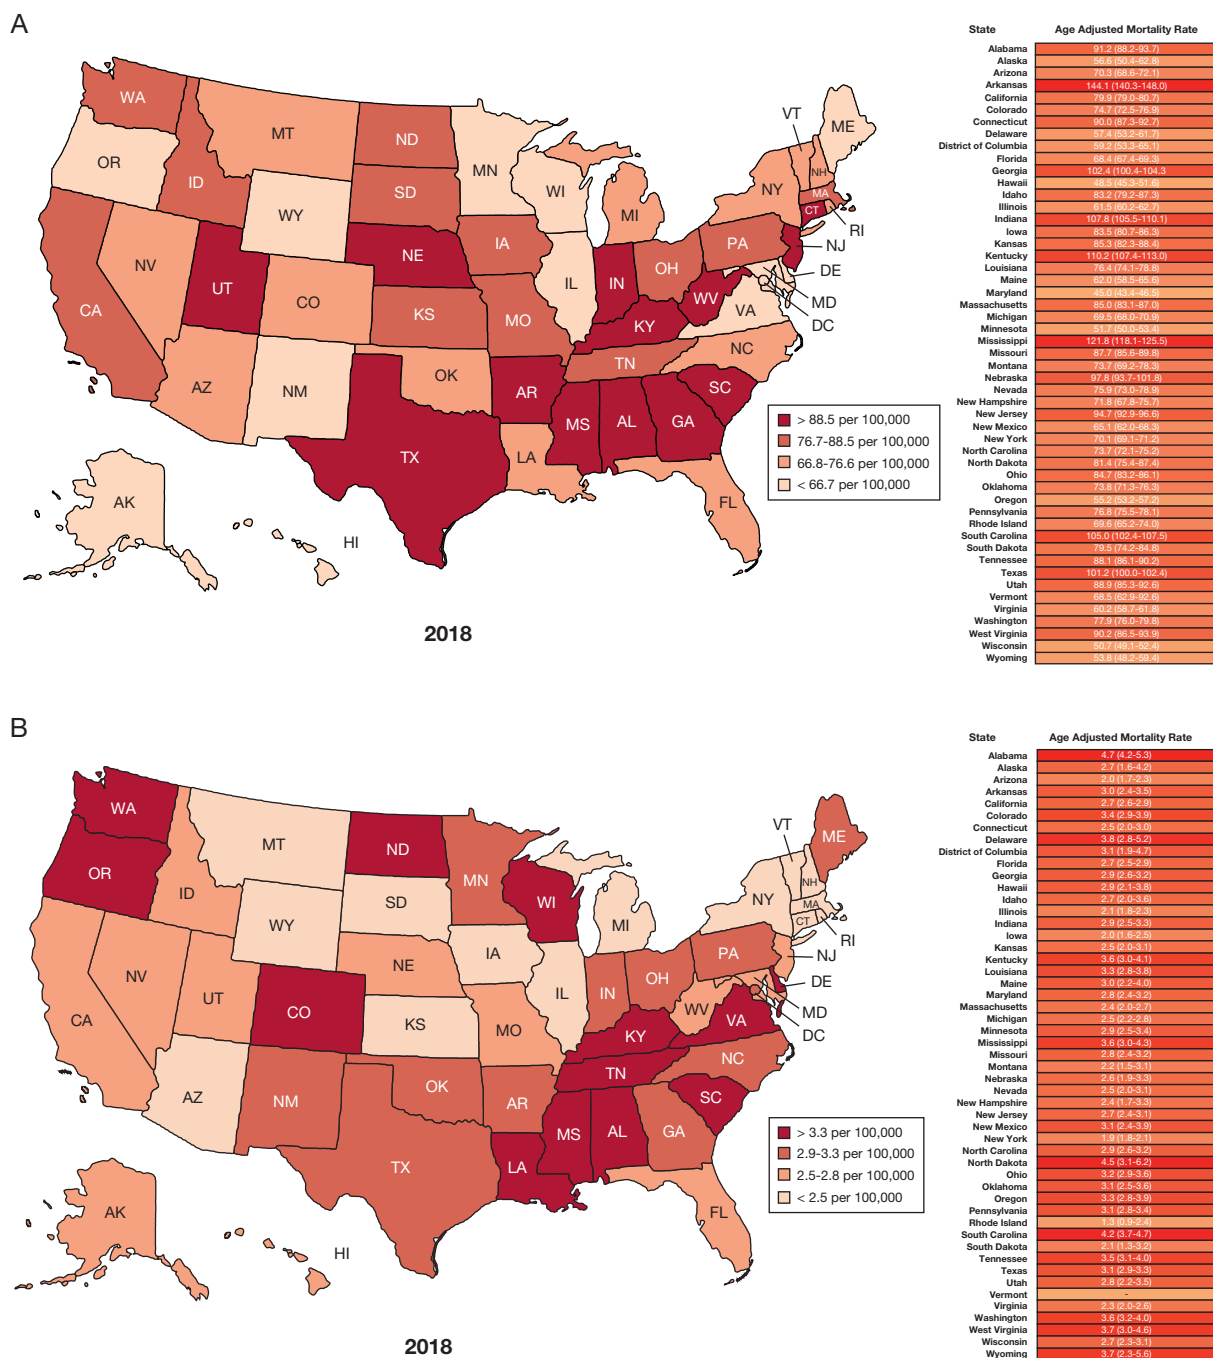 A
State Age Adjusted Mortality Rate
Alabama 91.2 (88.2-93.7)
Alaska 56.6 (50.4-62.8)
Arizona 70.3 (68.6-72.1)
Arkansas 144.1 (140.3-148.0)
California 79.9 (79.0-80.7)
Colorado 74.7 (72.5-76.9)
Connecticut 90.0 (87.3-92.7)
Delaware 57.4 (53.2-61.7)
District of Columbia 59.2 (53.3-65.1)
Florida 68.4 (67.4-69.3)
Georgia 102.4 (100.4-104.3
Hawaii 48.5 (45.3-51.6)
Idaho 83.2 (79.2-87.3)
Illinois 61.5 (60.2-62.7)
Indiana 107.8 (105.5-110.1)
Iowa 83.5 (80.7-86.3)
Kansas 85.3 (82.3-88.4)
Kentucky 110.2 (107.4-113.0)
Louisiana 76.4 (74.1-78.8)
Maine 62.0 (58.5-65.6)
Maryland 45.0 (43.4-46.5)
Massachusetts 85.0 (83.1-87.0)
Michigan 69.5 (68.0-70.9)
Minnesota 51.7 (50.0-53.4)
Mississippi 121.8 (118.1-125.5)
Missouri 87.7 (85.6-89.8)
Montana 73.7 (69.2-78.3)
Nebraska 97.8 (93.7-101.8)
Nevada 75.9 (73.0-78.9)
New Hampshire 71.8 (67.8-75.7)
New Jersey 94.7 (92.9-96.6)
New Mexico 65.1 (62.0-68.3)
New York 70.1 (69.1-71.2)
North Carolina 73.7 (72.1-75.2)
North Dakota 81.4 (75.4-87.4)
Ohio 84.7 (83.2-86.1)
Oklahoma 73.8 (71.3-76.3)
Oregon 55.2 (53.2-57.2)
Pennsylvania 76.8 (75.5-78.1)
Rhode Island 69.6 (65.2-74.0)
South Carolina 105.0 (102.4-107.5)
South Dakota 79.5 (74.2-84.8)
Tennessee 88.1 (86.1-90.2)
Texas 101.2 (100.0-102.4)
Utah 88.9 (85.3-92.6)
Vermont 68.5 (62.9-92.6)
Virginia 60.2 (58.7-61.8)
Washington 77.9 (76.0-79.8)
West Virginia 90.2 (86.5-93.9)
Wisconsin 50.7 (49.1-52.4)
Wyoming 53.8 (48.2-59.4)
WA
MT
ND
MN
VT
ME
OR
ID
SD
WI
NY
NH
MA
CT
RI
WY
MI
IA
PA
NJ
NE
OH
DE
NV
UT
IL
IN
WV
MD
CO
VA
DC
CA
KS
MO
KY
NC
TN
AZ
NM
OK
AR
SC
MS
AL
GA
TX
LA
FL
AK
HI
> 88.5 per 100,000
76.7-88.5 per 100,000
66.8-76.6 per 100,000
< 66.7 per 100,000
2018
B
State Age Adjusted Mortality Rate
Alabama 4.7 (4.2-5.3)
Alaska 2.7 (1.6-4.2)
Arizona 2.0 (1.7-2.3)
Arkansas 3.0 (2.4-3.5)
California 2.7 (2.6-2.9)
Colorado 3.4 (2.9-3.9)
Connecticut 2.5 (2.0-3.0)
Delaware 3.8 (2.8-5.2)
District of Columbia 3.1 (1.9-4.7)
Florida 2.7 (2.5-2.9)
Georgia 2.9 (2.6-3.2)
Hawaii 2.9 (2.1-3.8)
Idaho 2.7 (2.0-3.6)
Illinois 2.1 (1.8-2.3)
Indiana 2.9 (2.5-3.3)
Iowa 2.0 (1.6-2.5)
Kansas 2.5 (2.0-3.1)
Kentucky 3.6 (3.0-4.1)
Louisiana 3.3 (2.8-3.8)
Maine 3.0 (2.2-4.0)
Maryland 2.8 (2.4-3.2)
Massachusetts 2.4 (2.0-2.7)
Michigan 2.5 (2.2-2.8)
Minnesota 2.9 (2.5-3.4)
Mississippi 3.6 (3.0-4.3)
Missouri 2.8 (2.4-3.2)
Montana 2.2 (1.5-3.1)
Nebraska 2.6 (1.9-3.3)
Nevada 2.5 (2.0-3.1)
New Hampshire 2.4 (1.7-3.3)
New Jersey 2.7 (2.4-3.1)
New Mexico 3.1 (2.4-3.9)
New York 1.9 (1.8-2.1)
North Carolina 2.9 (2.6-3.2)
North Dakota 4.5 (3.1-6.2)
Ohio 3.2 (2.9-3.6)
Oklahoma 3.1 (2.5-3.6)
Oregon 3.3 (2.8-3.9)
Pennsylvania 3.1 (2.8-3.4)
Rhode Island 1.3 (0.9-2.4)
South Carolina 4.2 (3.7-4.7)
South Dakota 2.1 (1.3-3.2)
Tennessee 3.5 (3.1-4.0)
Texas 3.1 (2.9-3.3)
Utah 2.8 (2.2-3.5)
Vermont -
Virginia 2.3 (2.0-2.6)
Washington 3.6 (3.2-4.0)
West Virginia 3.7 (3.0-4.6)
Wisconsin 2.7 (2.3-3.1)
Wyoming 3.7 (2.3-5.6)
WA
MT
ND
MN
VT
ME
OR
ID
SD
WI
NY
NH
MA
CT
RI
WY
MI
IA
PA
NJ
NE
OH
DE
NV
UT
IL
IN
WV
MD
CO
VA
DC
CA
KS
MO
KY
NC
TN
AZ
NM
OK
AR
SC
MS
AL
GA
TX
LA
FL
AK
HI
> 3.3 per 100,000
2.9-3.3 per 100,000
2.5-2.8 per 100,000
< 2.5 per 100,000
2018